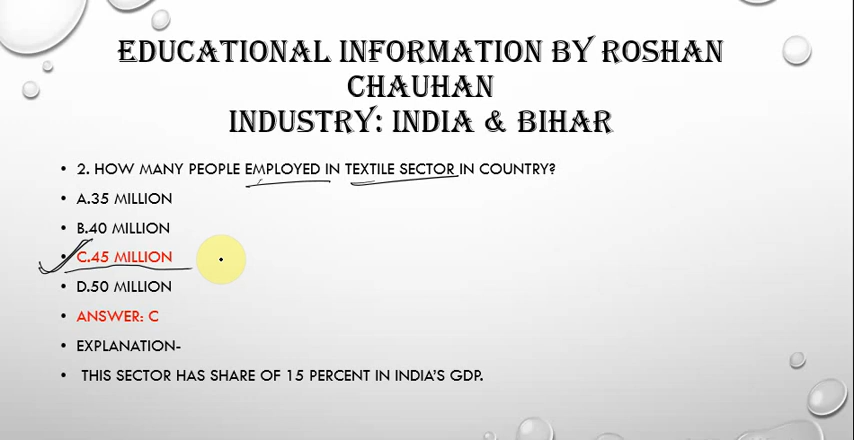 EDUCATIONAL INFORMATION BY ROSHAN
CHAUHAN
INDUSTRY: INDIA & BIHAR
• 2. HOW MANY PEOPLE EMPLOYED IN TEXTILE SECTOR IN COUNTRY?
• A.35 MILLION
• B.40 MILLION
• C.45 MILLION
• D.50 MILLION
• ANSWER: C
• EXPLANATION-
• THIS SECTOR HAS SHARE OF 15 PERCENT IN INDIA'S GDP.